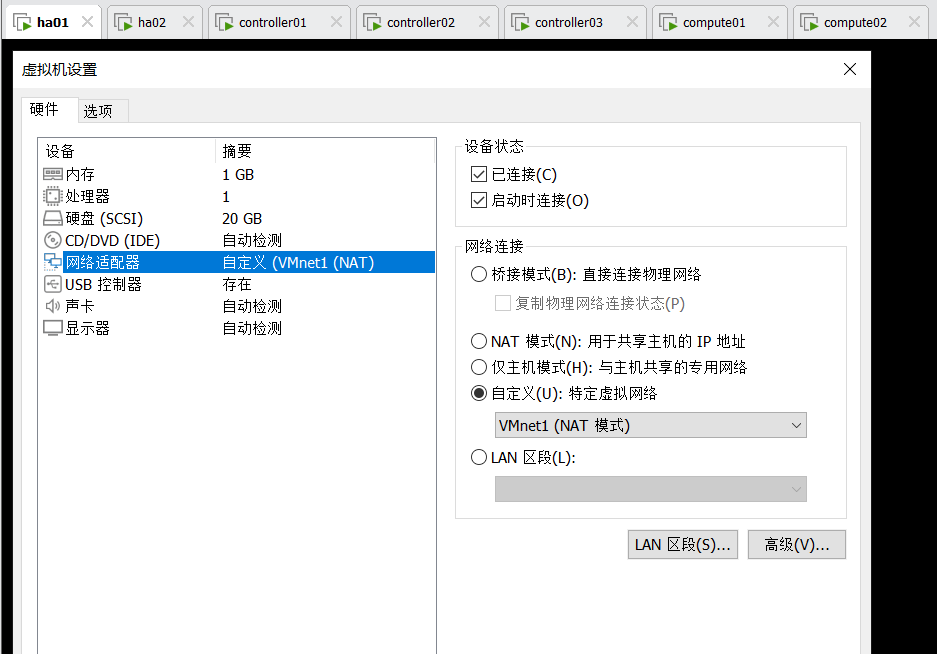 ha01 ha02 controller01 controller02 controller03 compute01 compute02
虚拟机设置
硬件 选项
设备 摘要
内存 1 GB
处理器 1
硬盘 (SCSI) 20 GB
CD/DVD (IDE) 自动检测
网络适配器 自定义 (VMnet1 (NAT)
USB 控制器 存在
声卡 自动检测
显示器 自动检测
设备状态
已连接(C)
启动时连接(O)
网络连接
桥接模式(B): 直接连接物理网络
复制物理网络连接状态(P)
NAT 模式(N): 用于共享主机的 IP 地址
仅主机模式(H): 与主机共享的专用网络
自定义(U): 特定虚拟网络
VMnet1 (NAT 模式)
LAN 区段(L):
LAN 区段(S)... 高级(V)...